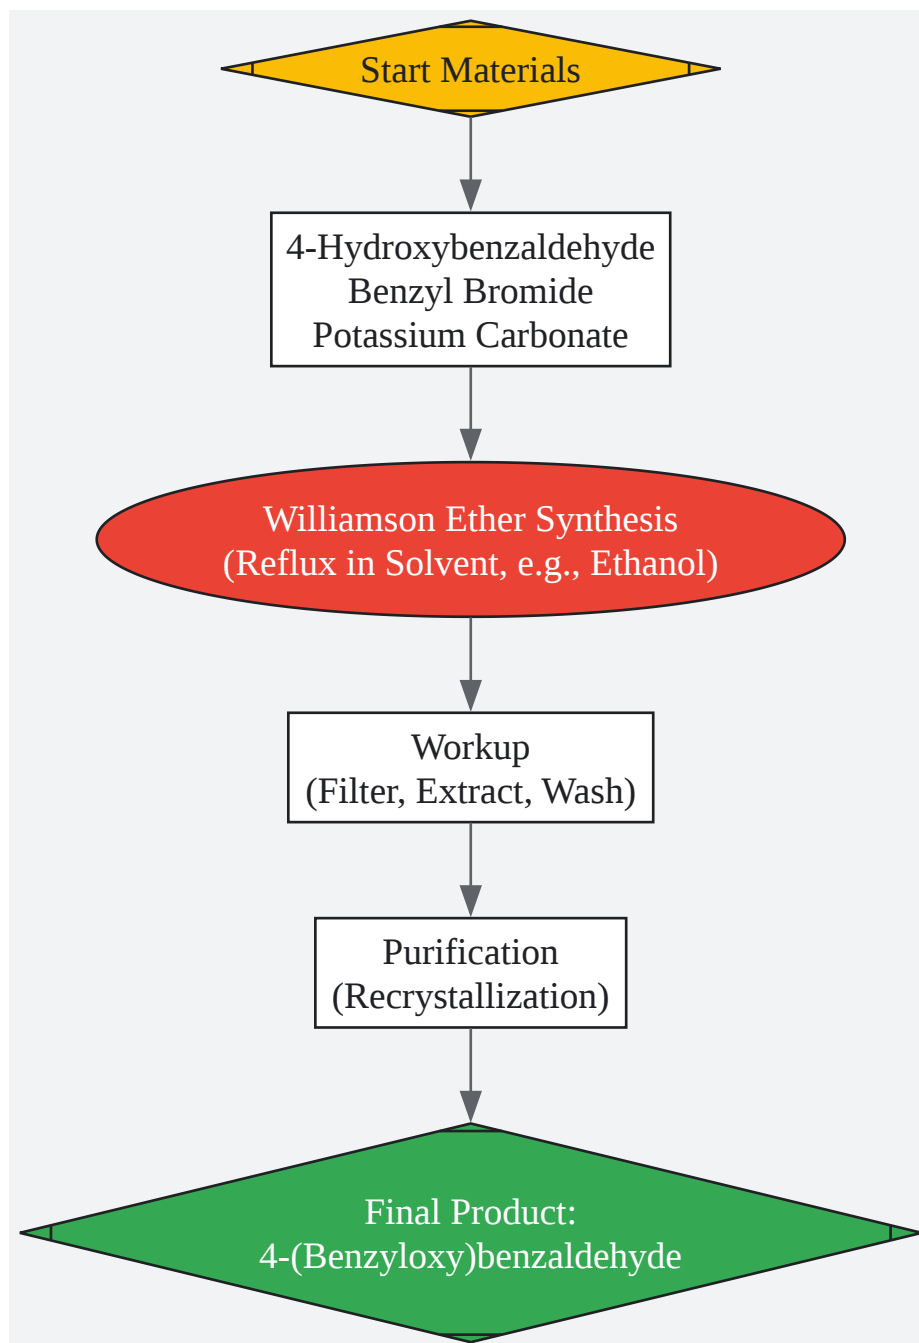 Start Materials
4-Hydroxybenzaldehyde
Benzyl Bromide
Potassium Carbonate
Williamson Ether Synthesis
(Reflux in Solvent, e.g., Ethanol)
Workup
(Filter, Extract, Wash)
Purification
(Recrystallization)
Final Product:
4-(Benzyloxy)benzaldehyde